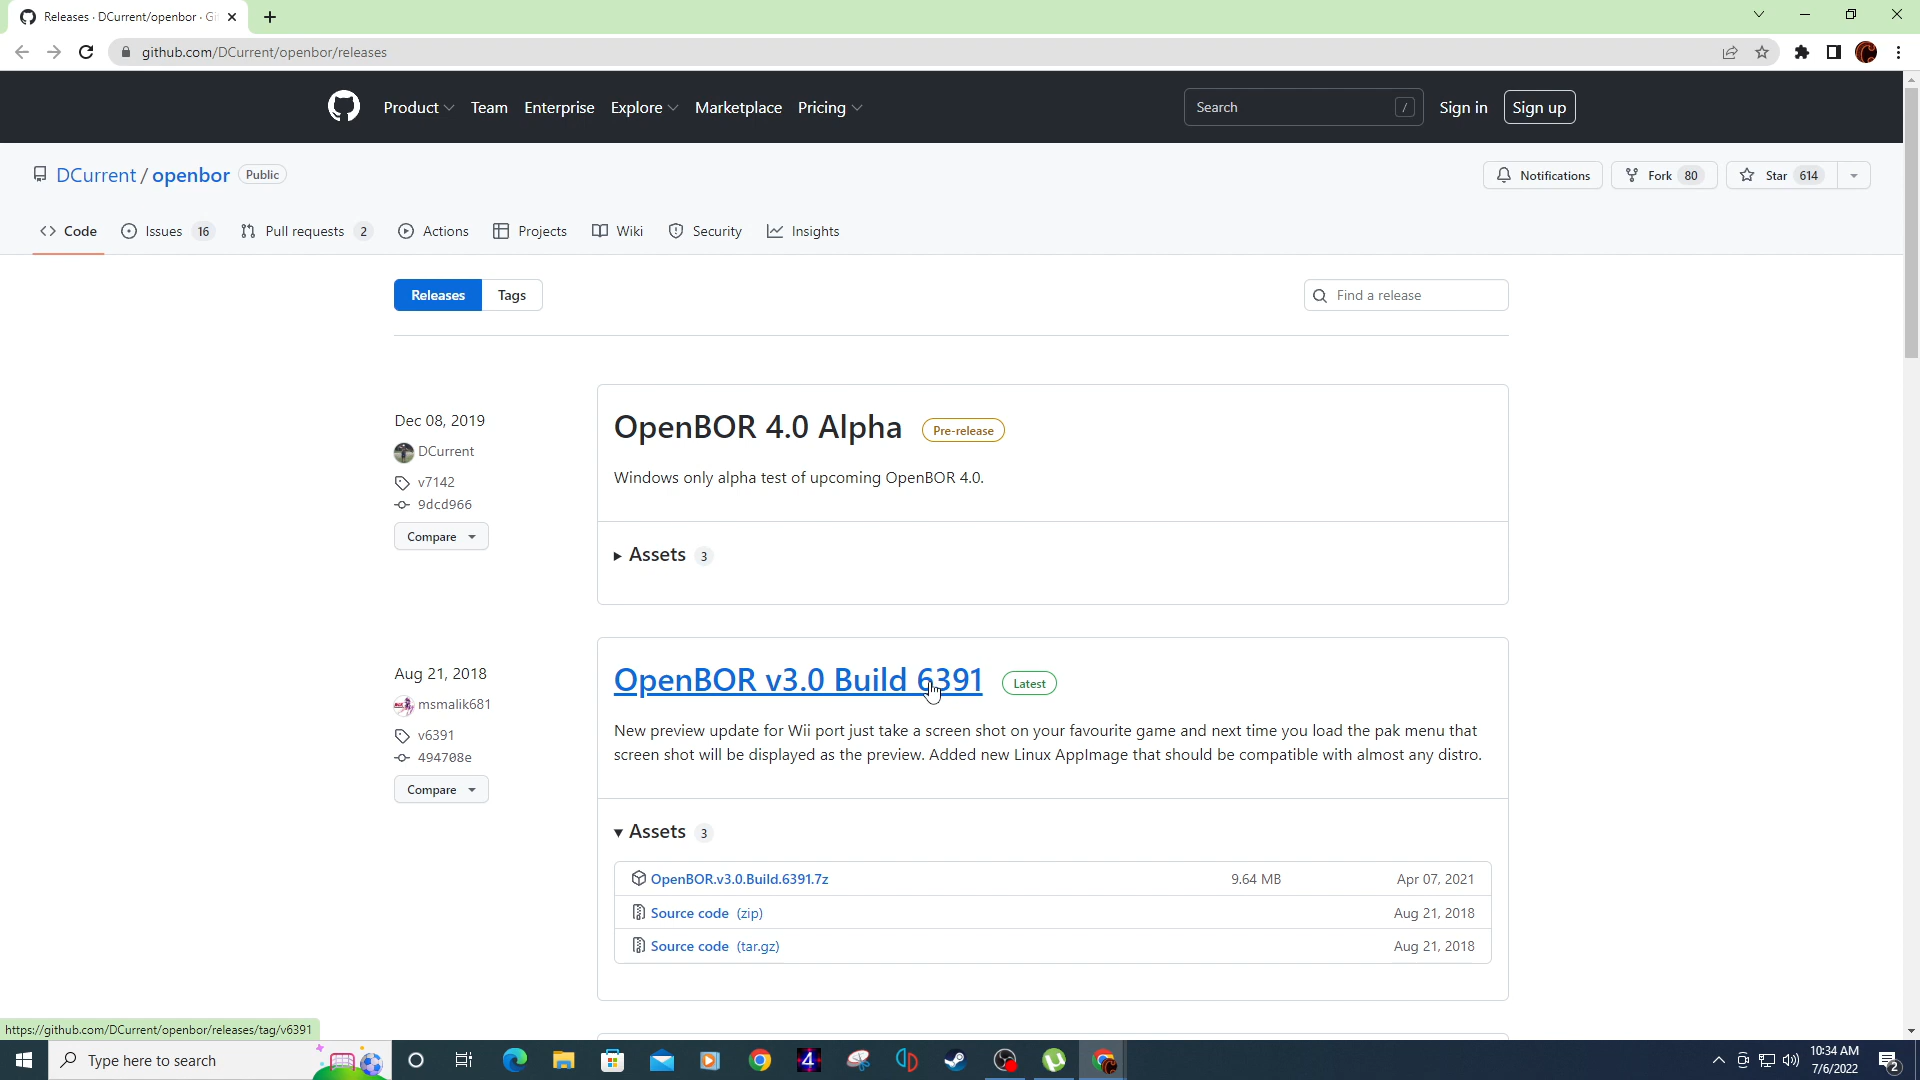 Releases · DCurrent/openbor · Gi
github.com/DCurrent/openbor/releases
Product Team Enterprise Explore Marketplace Pricing Search / Sign in Sign up
DCurrent / openbor Public Notifications Fork 80 Star 614
Code Issues 16 Pull requests 2 Actions Projects Wiki Security Insights
Releases Tags Find a release
Dec 08, 2019
DCurrent
v7142
9dcd966
Compare
OpenBOR 4.0 Alpha Pre-release
Windows only alpha test of upcoming OpenBOR 4.0.
Assets 3
Aug 21, 2018
msmalik681
v6391
494708e
Compare
OpenBOR v3.0 Build 6391 Latest
New preview update for Wii port just take a screen shot on your favourite game and next time you load the pak menu that
screen shot will be displayed as the preview. Added new Linux AppImage that should be compatible with almost any distro.
Assets 3
OpenBOR.v3.0.Build.6391.7z 9.64 MB Apr 07, 2021
Source code (zip) Aug 21, 2018
Source code (tar.gz) Aug 21, 2018
https://github.com/DCurrent/openbor/releases/tag/v6391
Type here to search
4
10:34 AM
7/6/2022
2